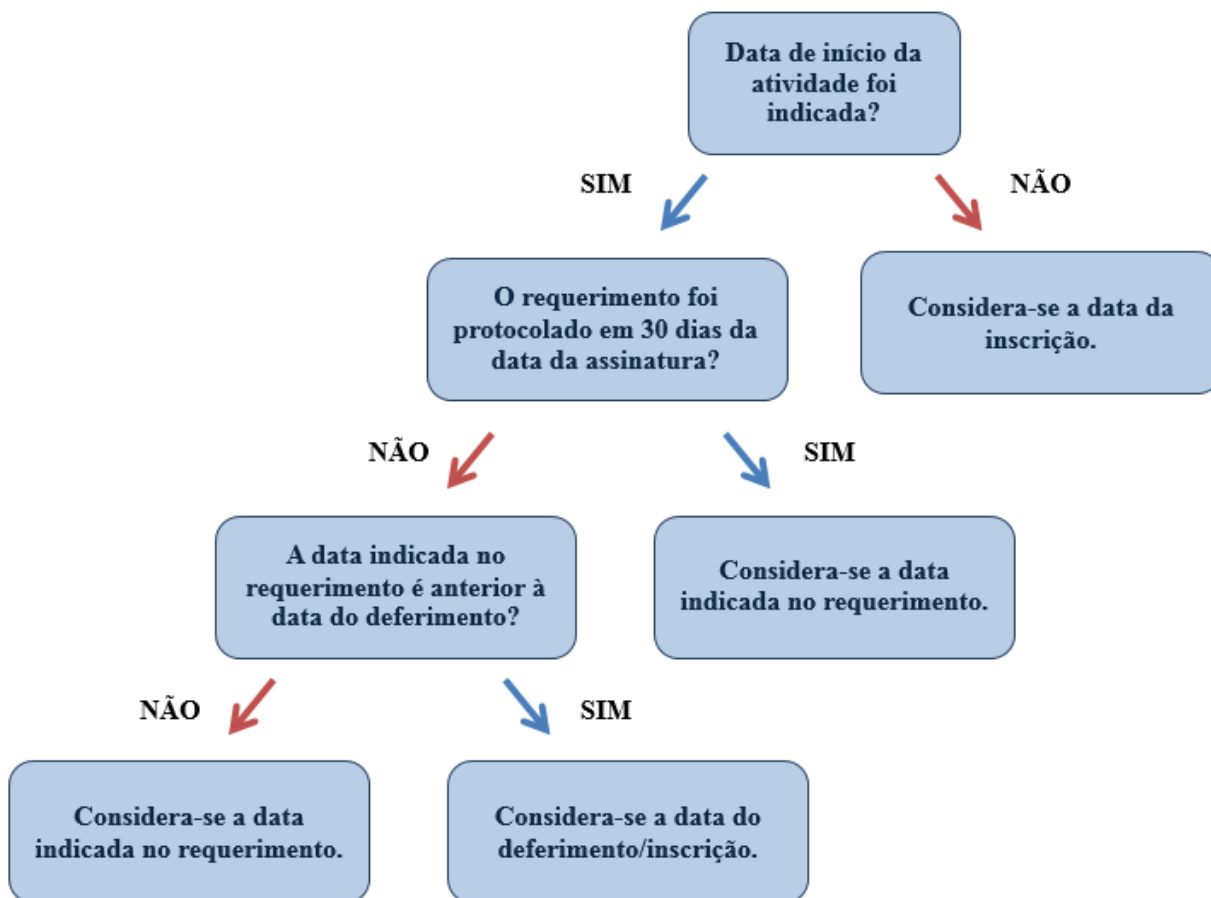 Data de início da
atividade foi
indicada?
SIM
NÃO
O requerimento foi
protocolado em 30 dias da
data da assinatura?
Considera-se a data da
inscrição.
NÃO
SIM
A data indicada no
requerimento é anterior à
data do deferimento?
Considera-se a data
indicada no requerimento.
NÃO
SIM
Considera-se a data
indicada no requerimento.
Considera-se a data do
deferimento/inscrição.